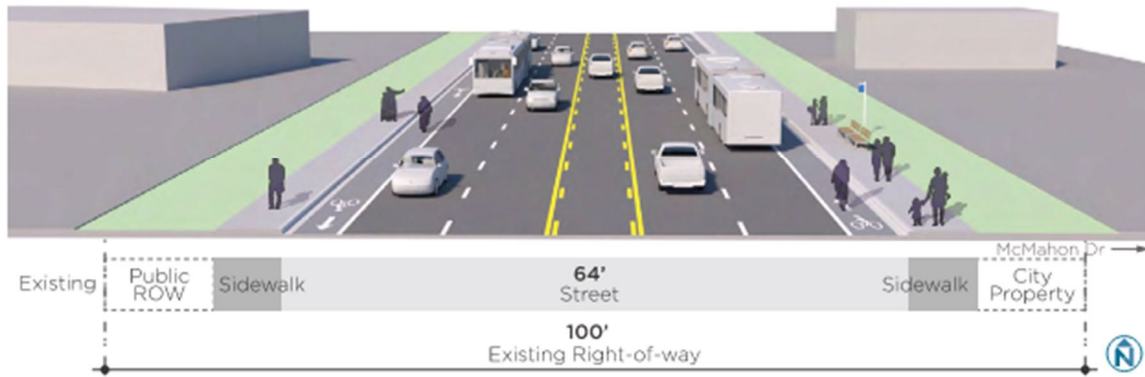 McMahon Dr
Existing
Public
ROW
Sidewalk
64'
Street
Sidewalk
City
Property
100'
Existing Right-of-way
N